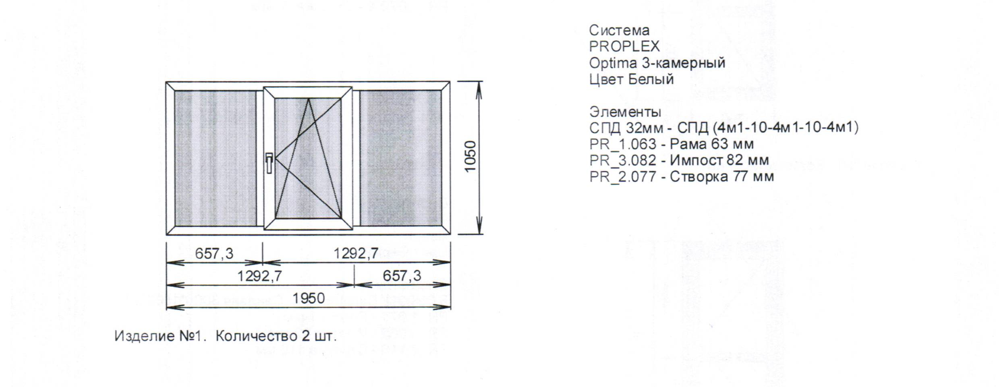 Система
PROPLEX
Optima 3-камерный
Цвет Белый
Элементы
СПД 32мм - СПД (4м1-10-4м1-10-4м1)
PR_1.063 - Рама 63 мм
PR_3.082 - Импост 82 мм
PR_2.077 - Створка 77 мм
1050
657,3 1292,7
1292,7 657,3
1950
Изделие №1. Количество 2 шт.